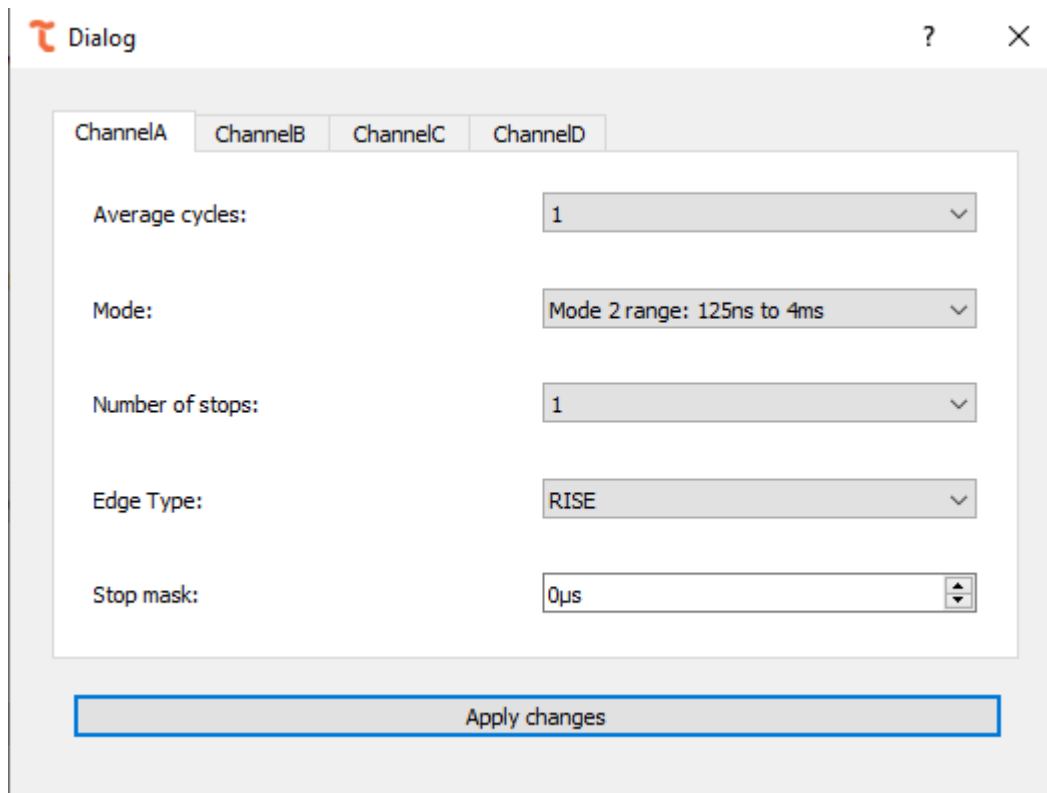 Dialog
ChannelA ChannelB ChannelC ChannelD
Average cycles: 1
Mode: Mode 2 range: 125ns to 4ms
Number of stops: 1
Edge Type: RISE
Stop mask: 0µs
Apply changes